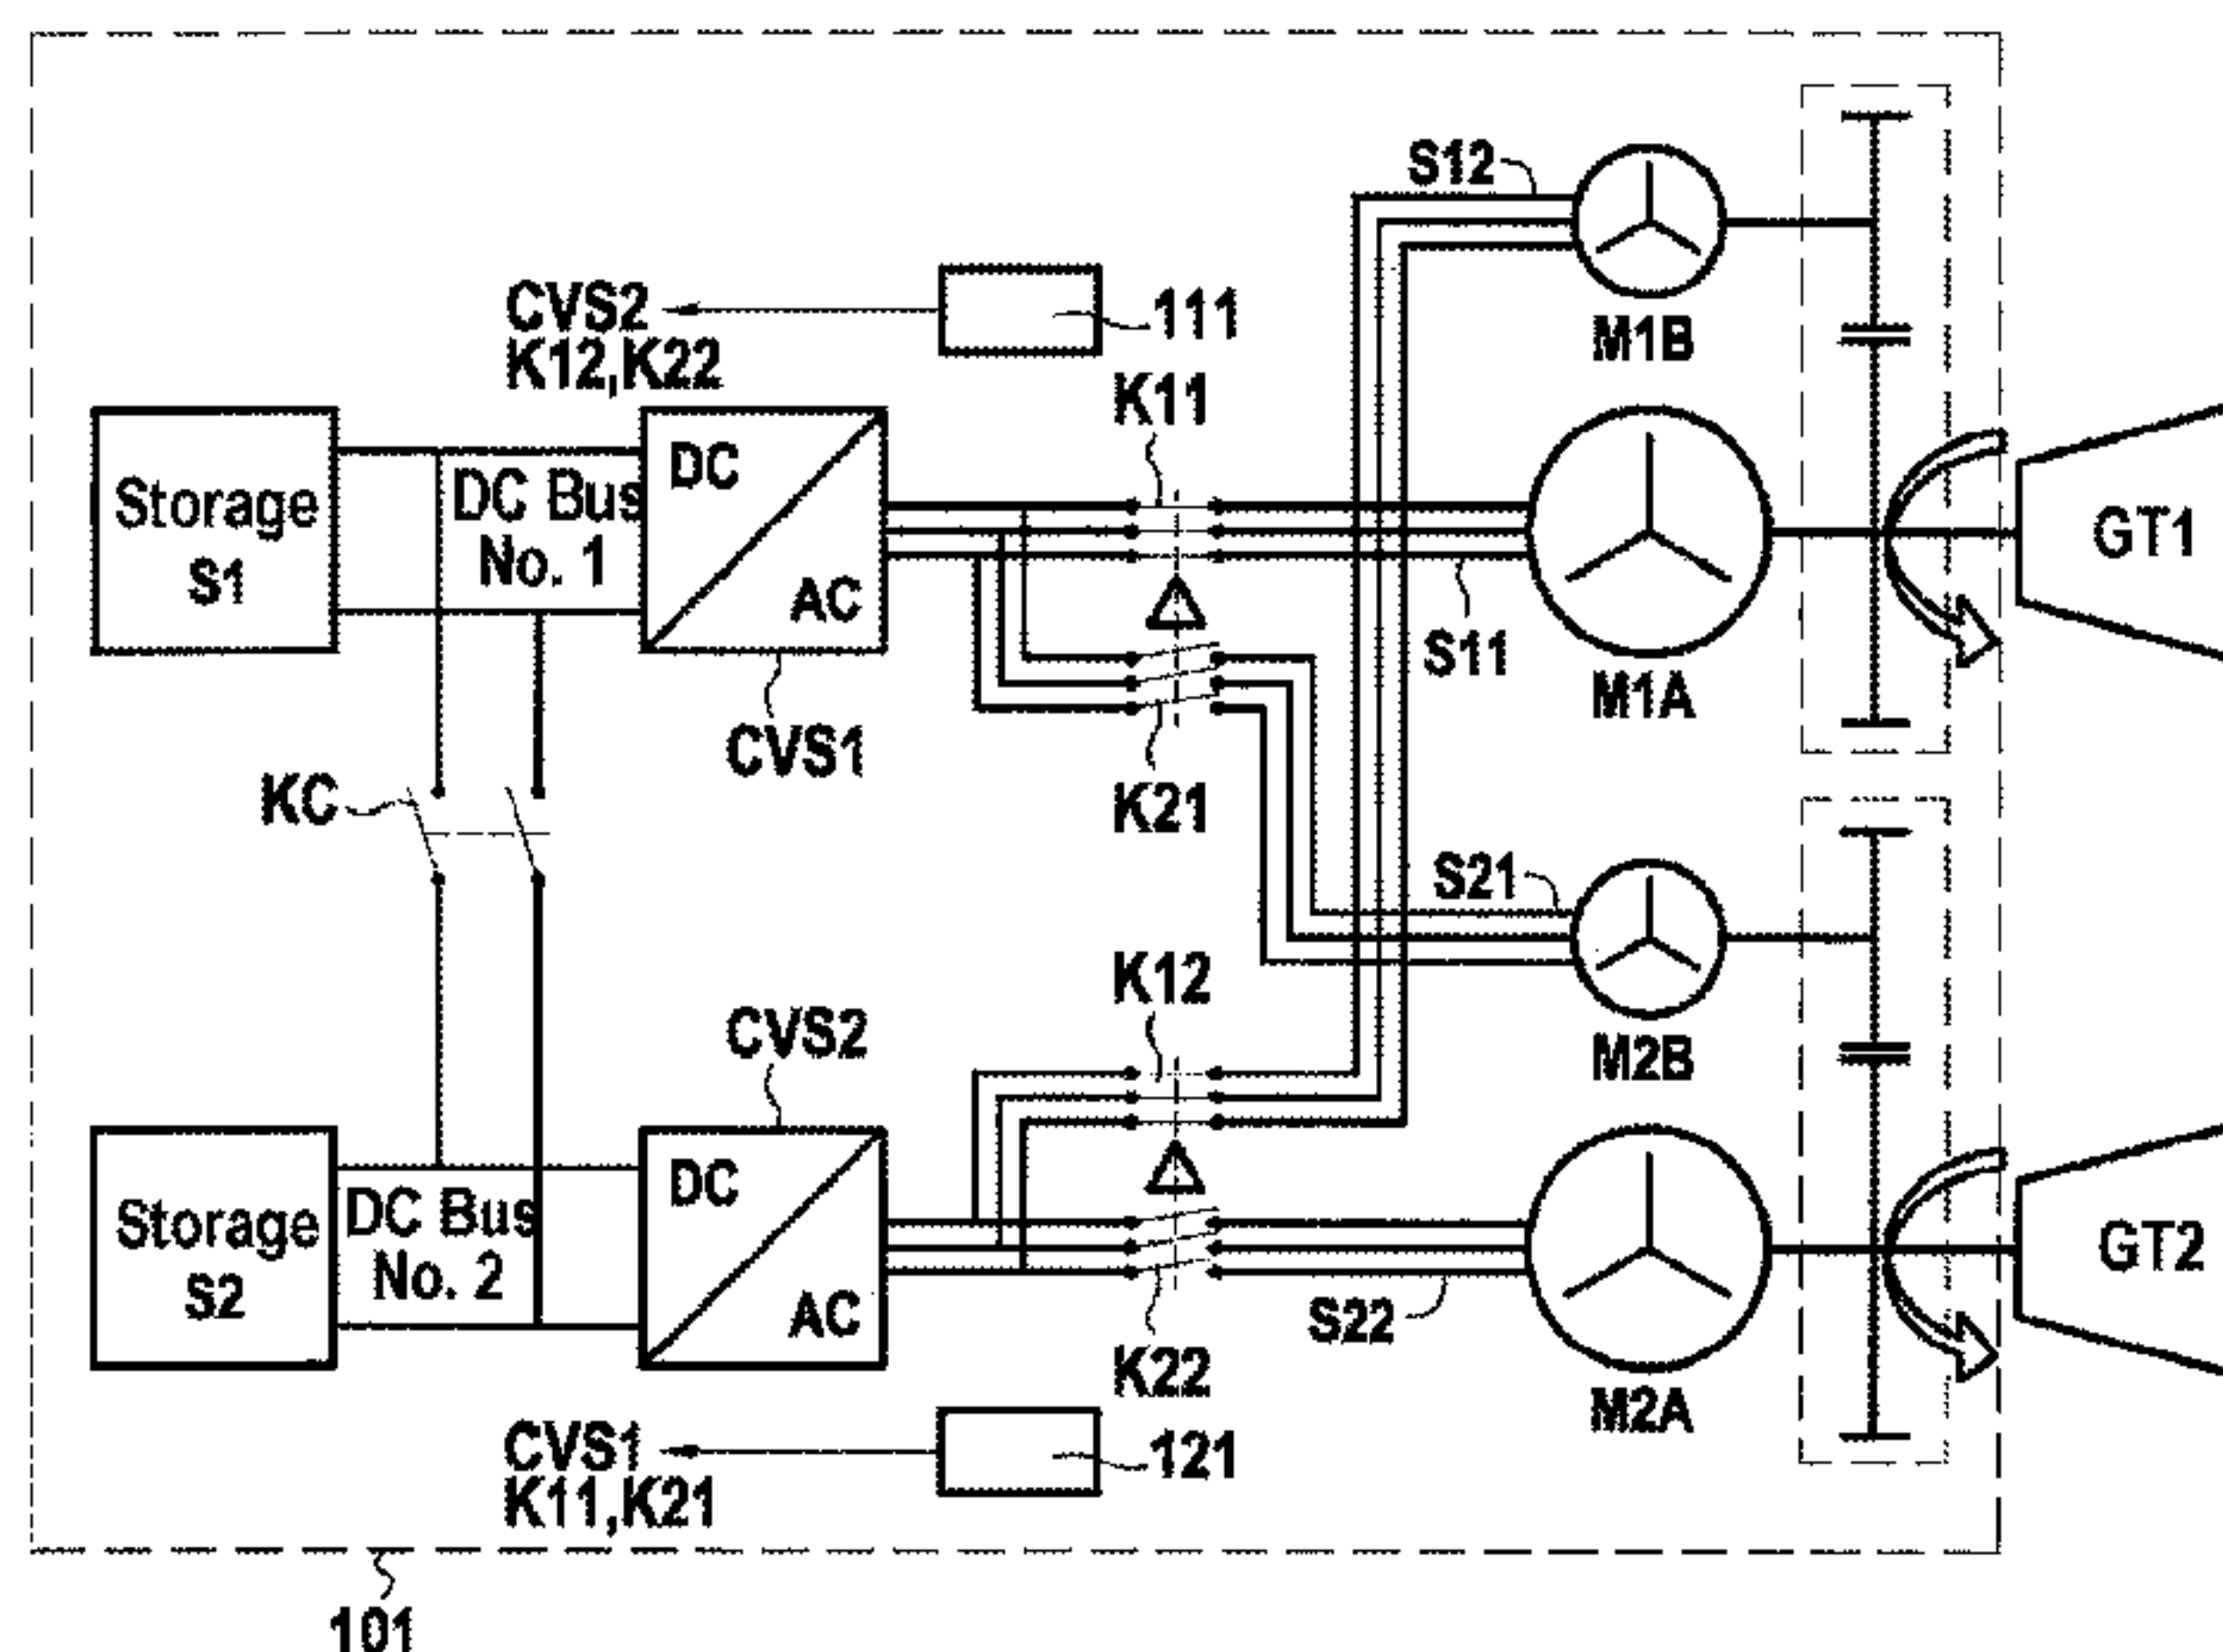 S12
M1B
CVS2
K12,K22
111
K11
Storage
S1
DC Bus
No. 1
DC
AC
S11
M1A
GT1
CVS1
KC
K21
S21
K12
M2B
CVS2
Storage
S2
DC Bus
No. 2
DC
AC
S22
GT2
K22
M2A
CVS1
K11,K21
121
101